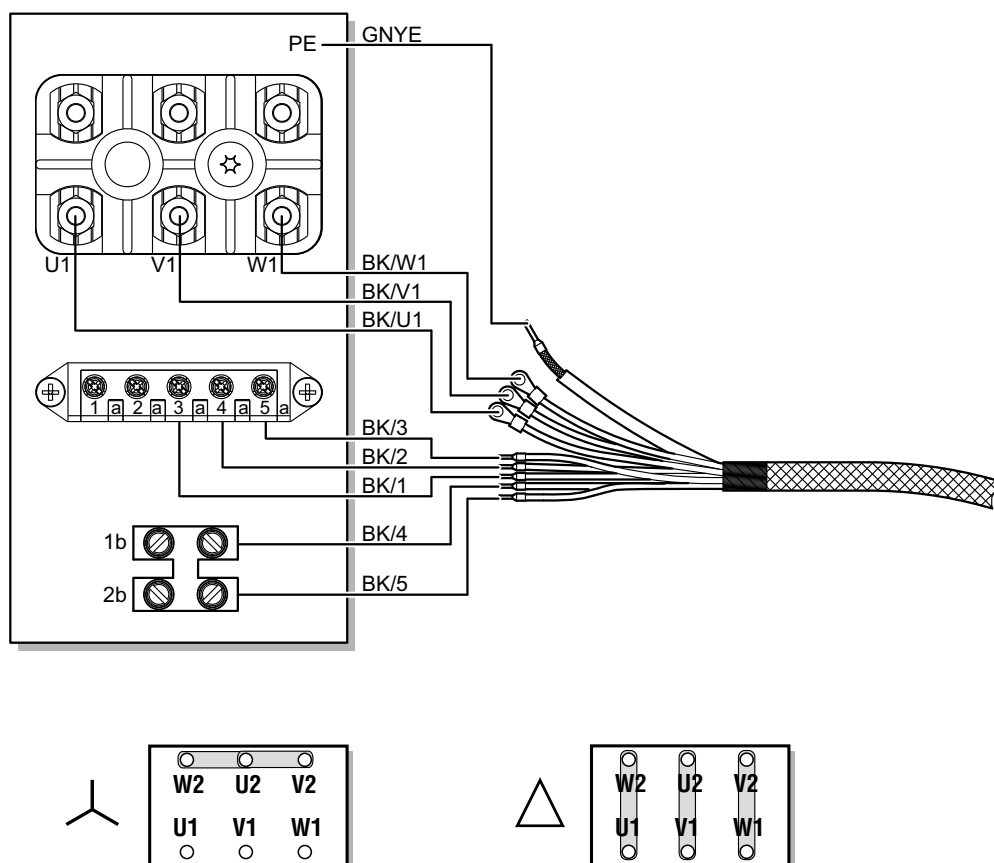 PE GNYE
U1 V1 W1
BK/W1
BK/V1
BK/U1
1 a 2 a 3 a 4 a 5 a
BK/3
BK/2
BK/1
1b BK/4
2b BK/5
W2 U2 V2
U1 V1 W1
W2 U2 V2
U1 V1 W1